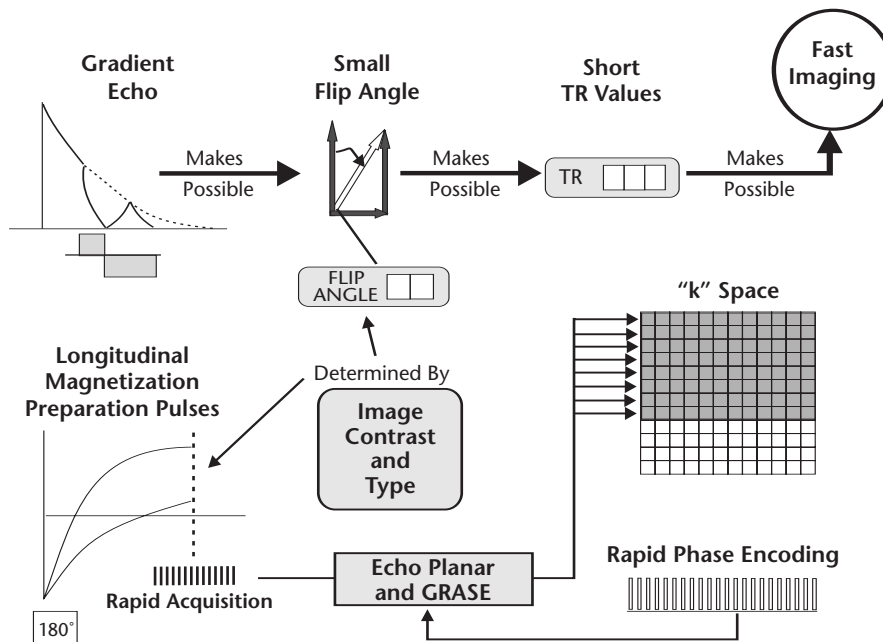 Gradient
Echo
Small
Flip Angle
Short
TR Values
Fast
Imaging
Makes
Possible
Makes
Possible
TR
Makes
Possible
FLIP
ANGLE
"k" Space
Longitudinal
Magnetization
Preparation Pulses
Determined By
Image
Contrast
and
Type
Rapid Acquisition
180°
Echo Planar
and GRASE
Rapid Phase Encoding